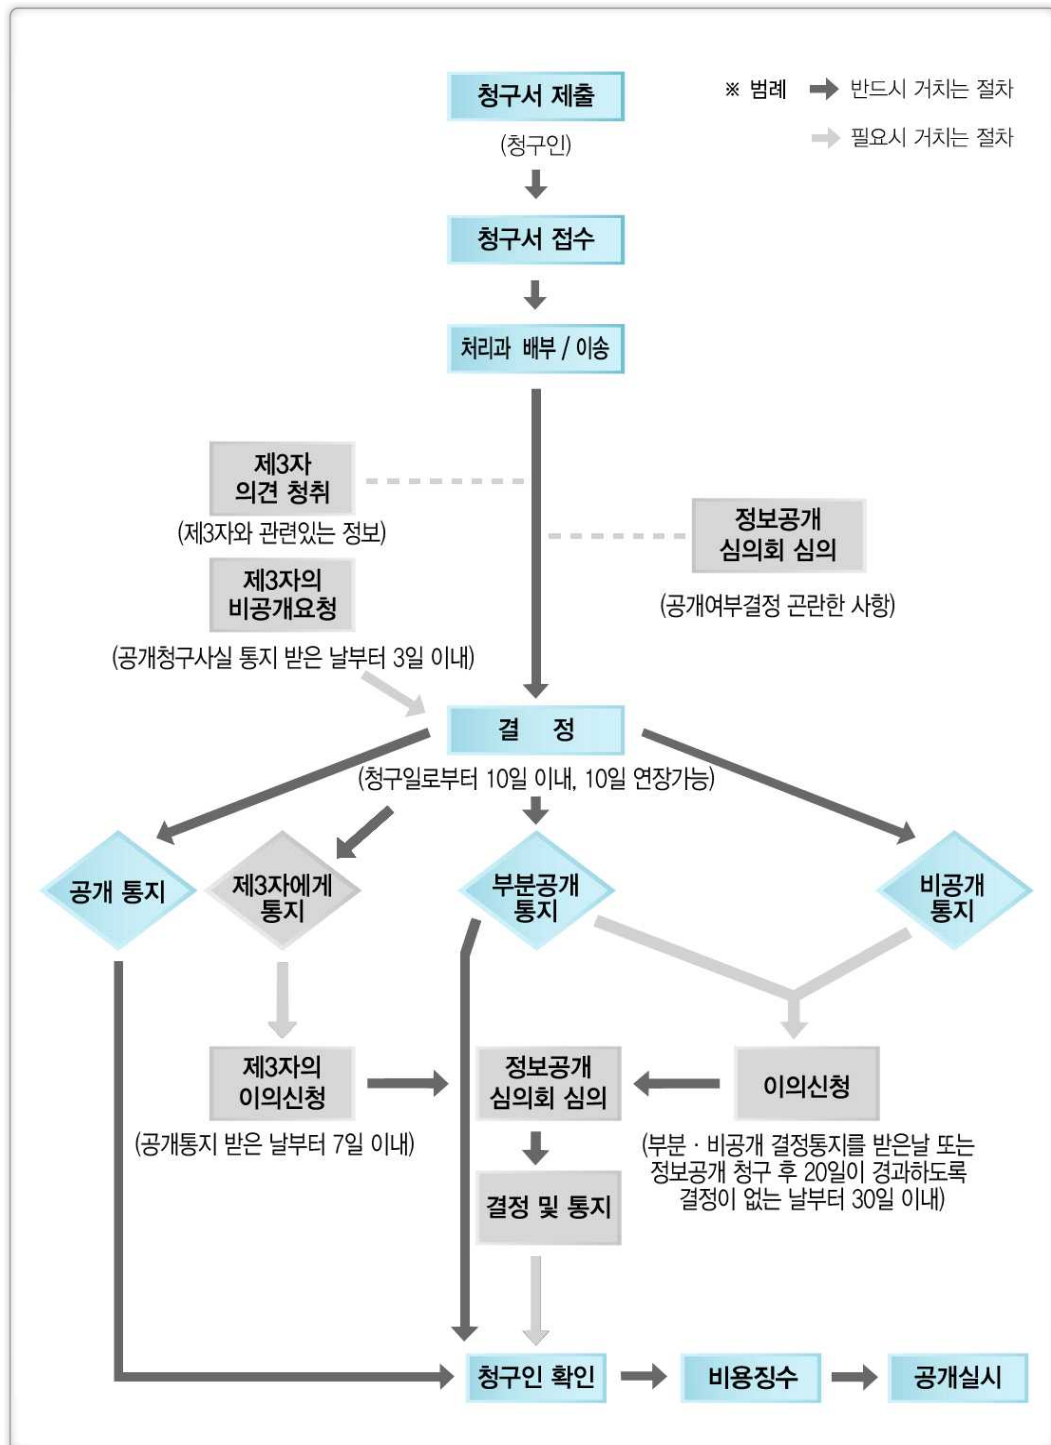 청구서 제출
(청구인)
※ 범례 반드시 거치는 절차
필요시 거치는 절차
청구서 접수
처리과 배부 / 이송
제3자
의견 청취
(제3자와 관련있는 정보)
정보공개
심의회 심의
(공개여부결정 곤란한 사항)
제3자의
비공개요청
(공개청구사실 통지 받은 날부터 3일 이내)
결 정
(청구일로부터 10일 이내, 10일 연장가능)
공개 통지
제3자에게
통지
부분공개
통지
비공개
통지
제3자의
이의신청
(공개통지 받은 날부터 7일 이내)
정보공개
심의회 심의
이의신청
(부분 · 비공개 결정통지를 받은날 또는
정보공개 청구 후 20일이 경과하도록
결정이 없는 날부터 30일 이내)
결정 및 통지
청구인 확인
비용징수
공개실시